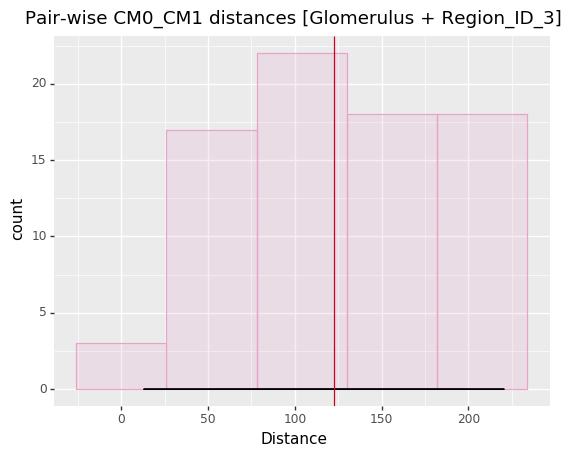 Pair-wise CM0_CM1 distances [Glomerulus + Region_ID_3]
20
15
10
5
0
count
0 50 100 150 200
Distance